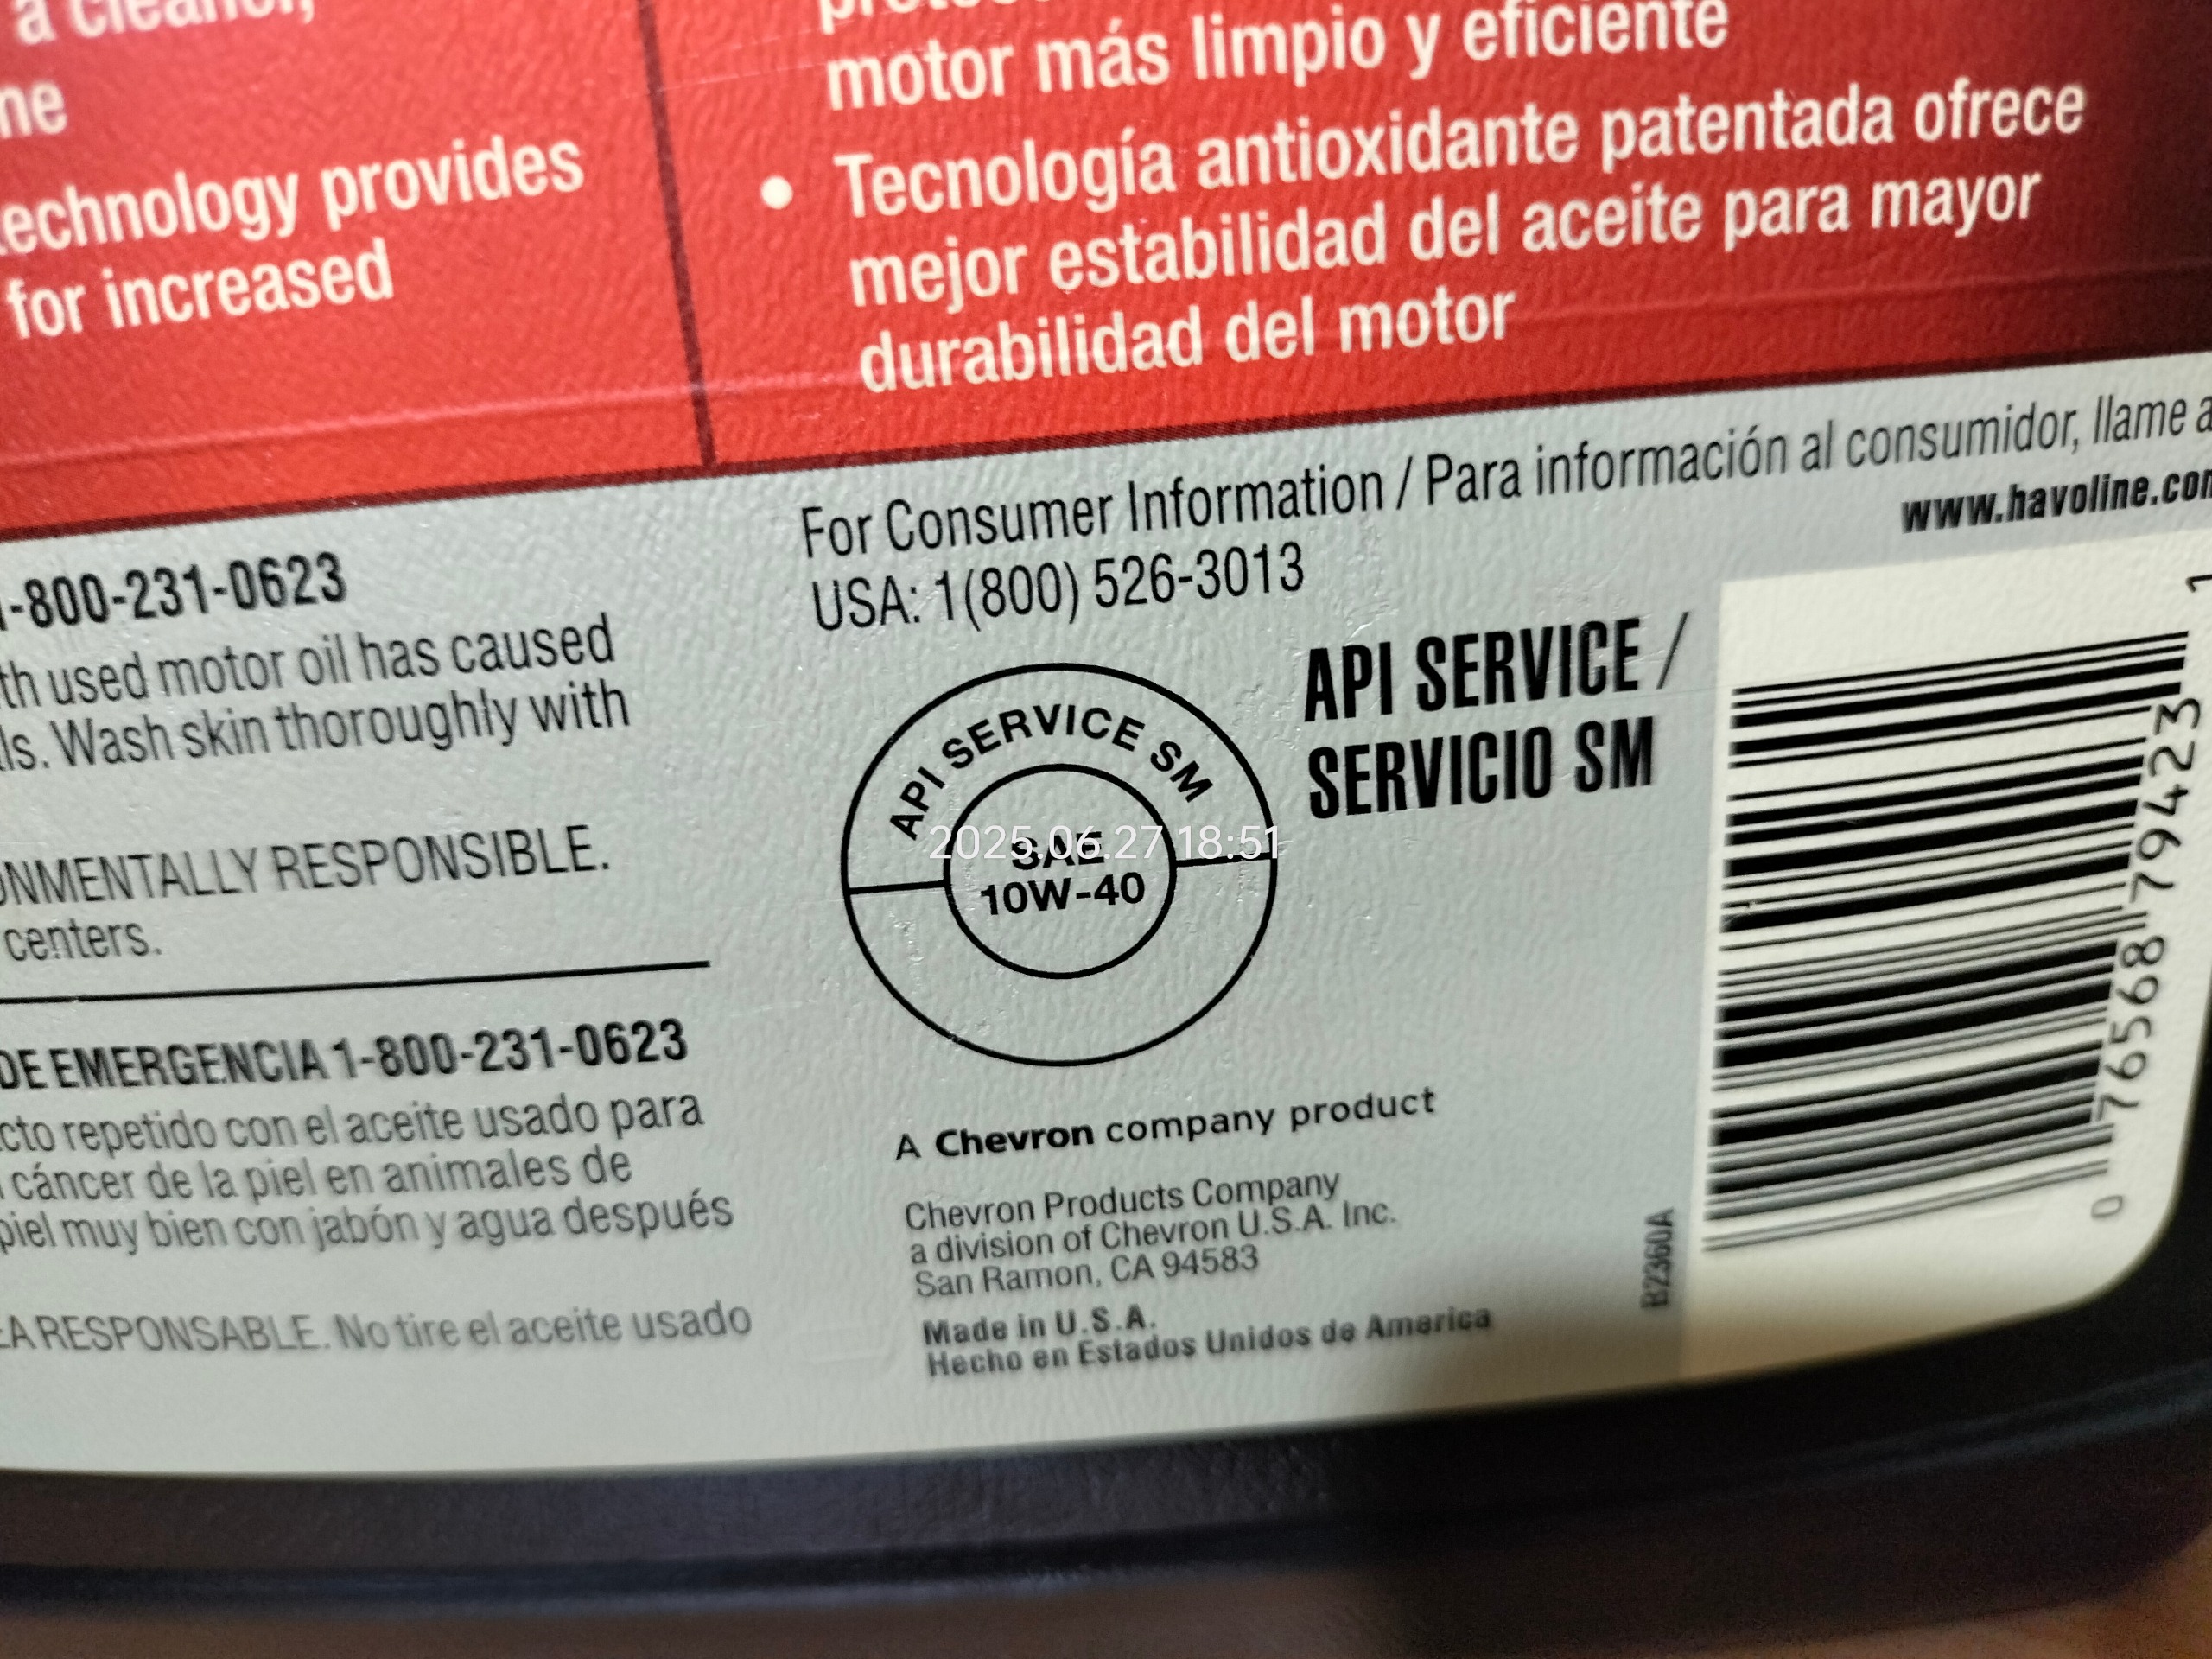 a cleaner,
ne
technology provides
for increased
motor más limpio y eficiente
• Tecnología antioxidante patentada ofrece
mejor estabilidad del aceite para mayor
durabilidad del motor
1-800-231-0623
th used motor oil has caused
ls. Wash skin thoroughly with
ONMENTALLY RESPONSIBLE.
centers.
DE EMERGENCIA 1-800-231-0623
cto repetido con el aceite usado para
cáncer de la piel en animales de
piel muy bien con jabón y agua después
EA RESPONSABLE. No tire el aceite usado
For Consumer Information / Para información al consumidor, llame a
www.havoline.com
USA: 1(800) 526-3013
API SERVICE SM
SAE
10W-40
2025.06.27 18:51
API SERVICE /
SERVICIO SM
A Chevron company product
Chevron Products Company
a division of Chevron U.S.A. Inc.
San Ramon, CA 94583
Made in U.S.A.
Hecho en Estados Unidos de America
B2360A
0 76568 79423 1